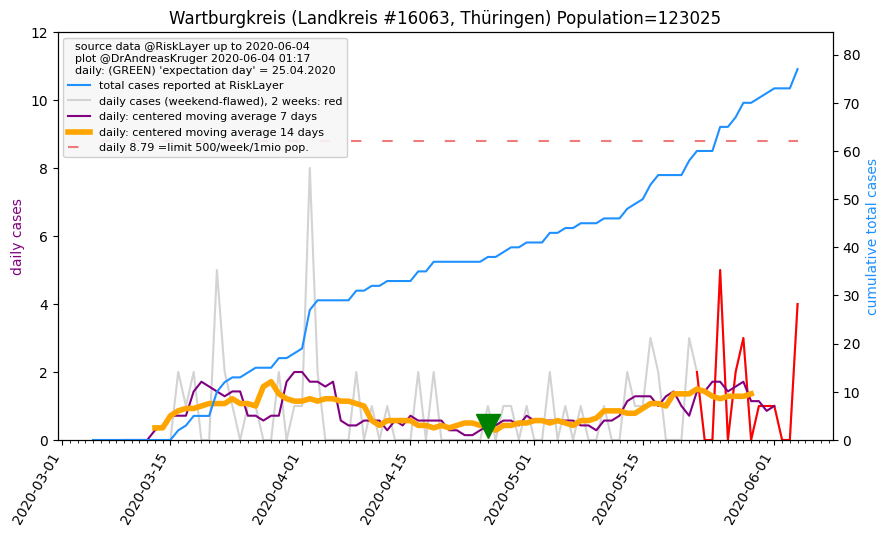 Wartburgkreis (Landkreis #16063, Thüringen) Population=123025
source data @RiskLayer up to 2020-06-04
plot @DrAndreasKruger 2020-06-04 01:17
daily: (GREEN) 'expectation day' = 25.04.2020
total cases reported at RiskLayer
daily cases (weekend-flawed), 2 weeks: red
daily: centered moving average 7 days
daily: centered moving average 14 days
daily 8.79 =limit 500/week/1mio pop.
daily cases
12
10
8
6
4
2
0
80
70
60
50
40
30
20
10
0
cumulative total cases
2020-03-01
2020-03-15
2020-04-01
2020-04-15
2020-05-01
2020-05-15
2020-06-01